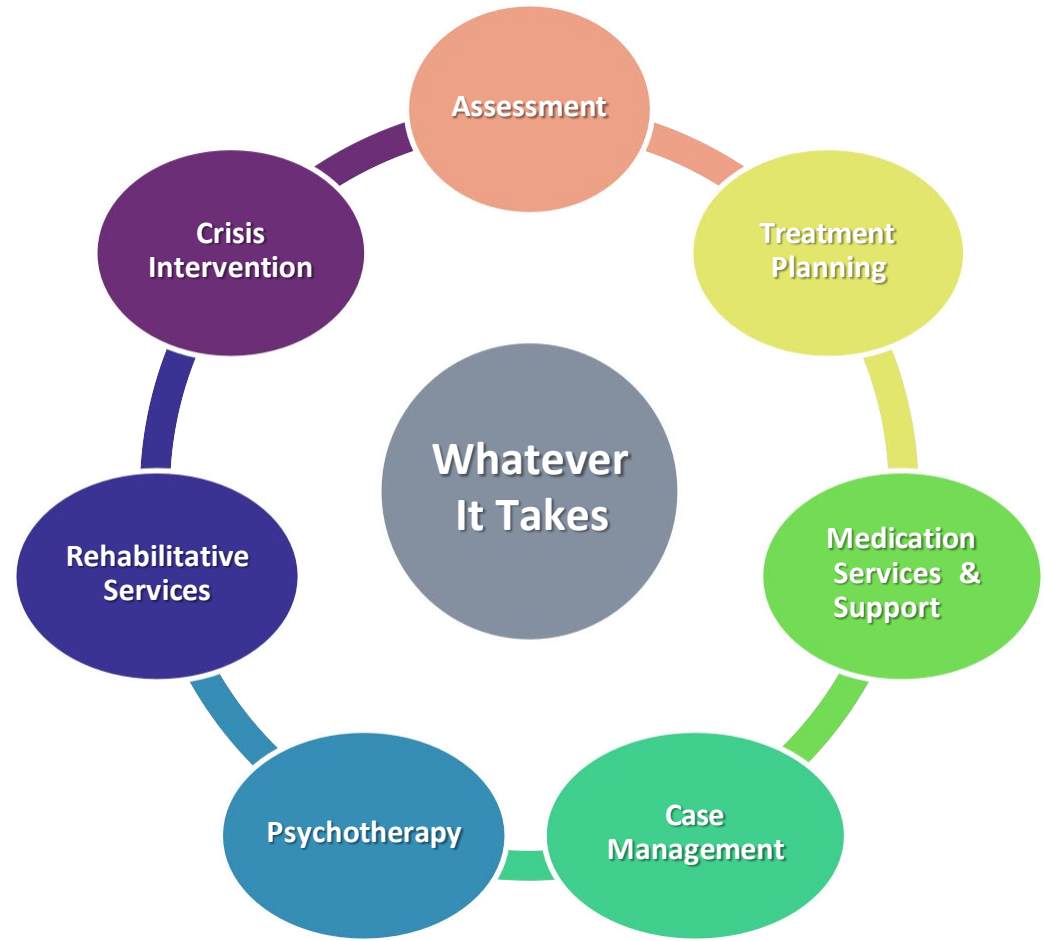 Assessment
Treatment
Planning
Medication
Services & 
Support
Case
Management
Psychotherapy
Rehabilitative
Services
Crisis
Intervention
Whatever
It Takes